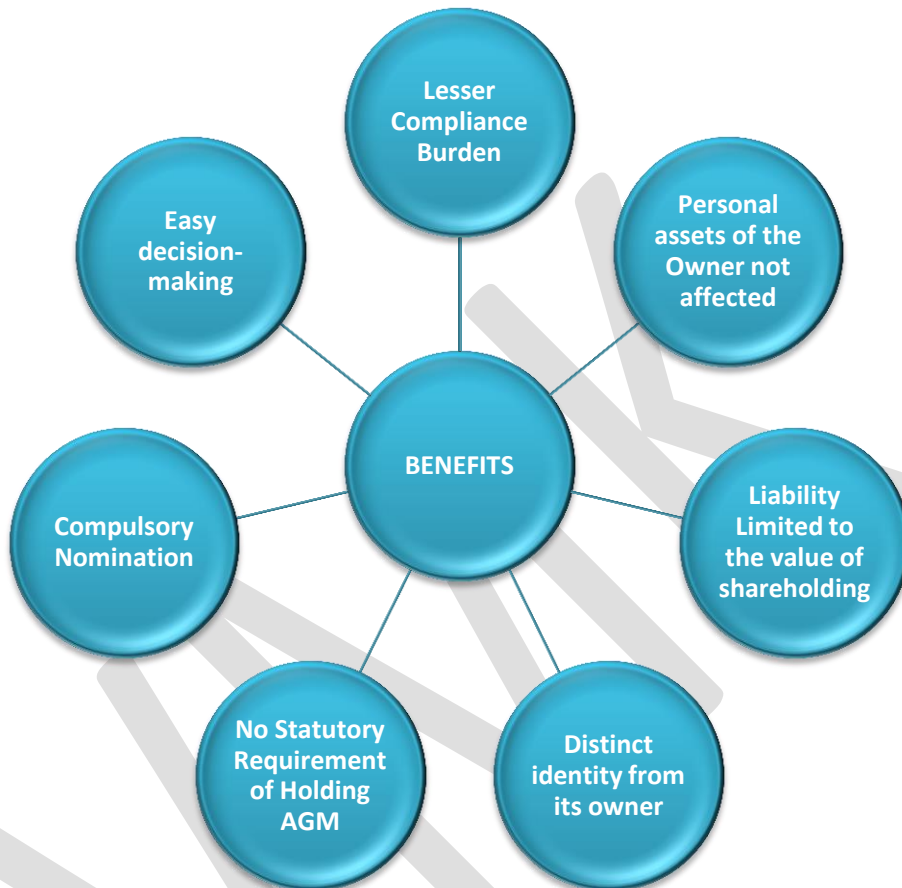 Lesser
Compliance
Burden
Personal
assets of the
Owner not
affected
Liability
Limited to
the value of
shareholding
Distinct
identity from
its owner
No Statutory
Requirement
of Holding
AGM
Compulsory
Nomination
Easy
decision-
making
BENEFITS